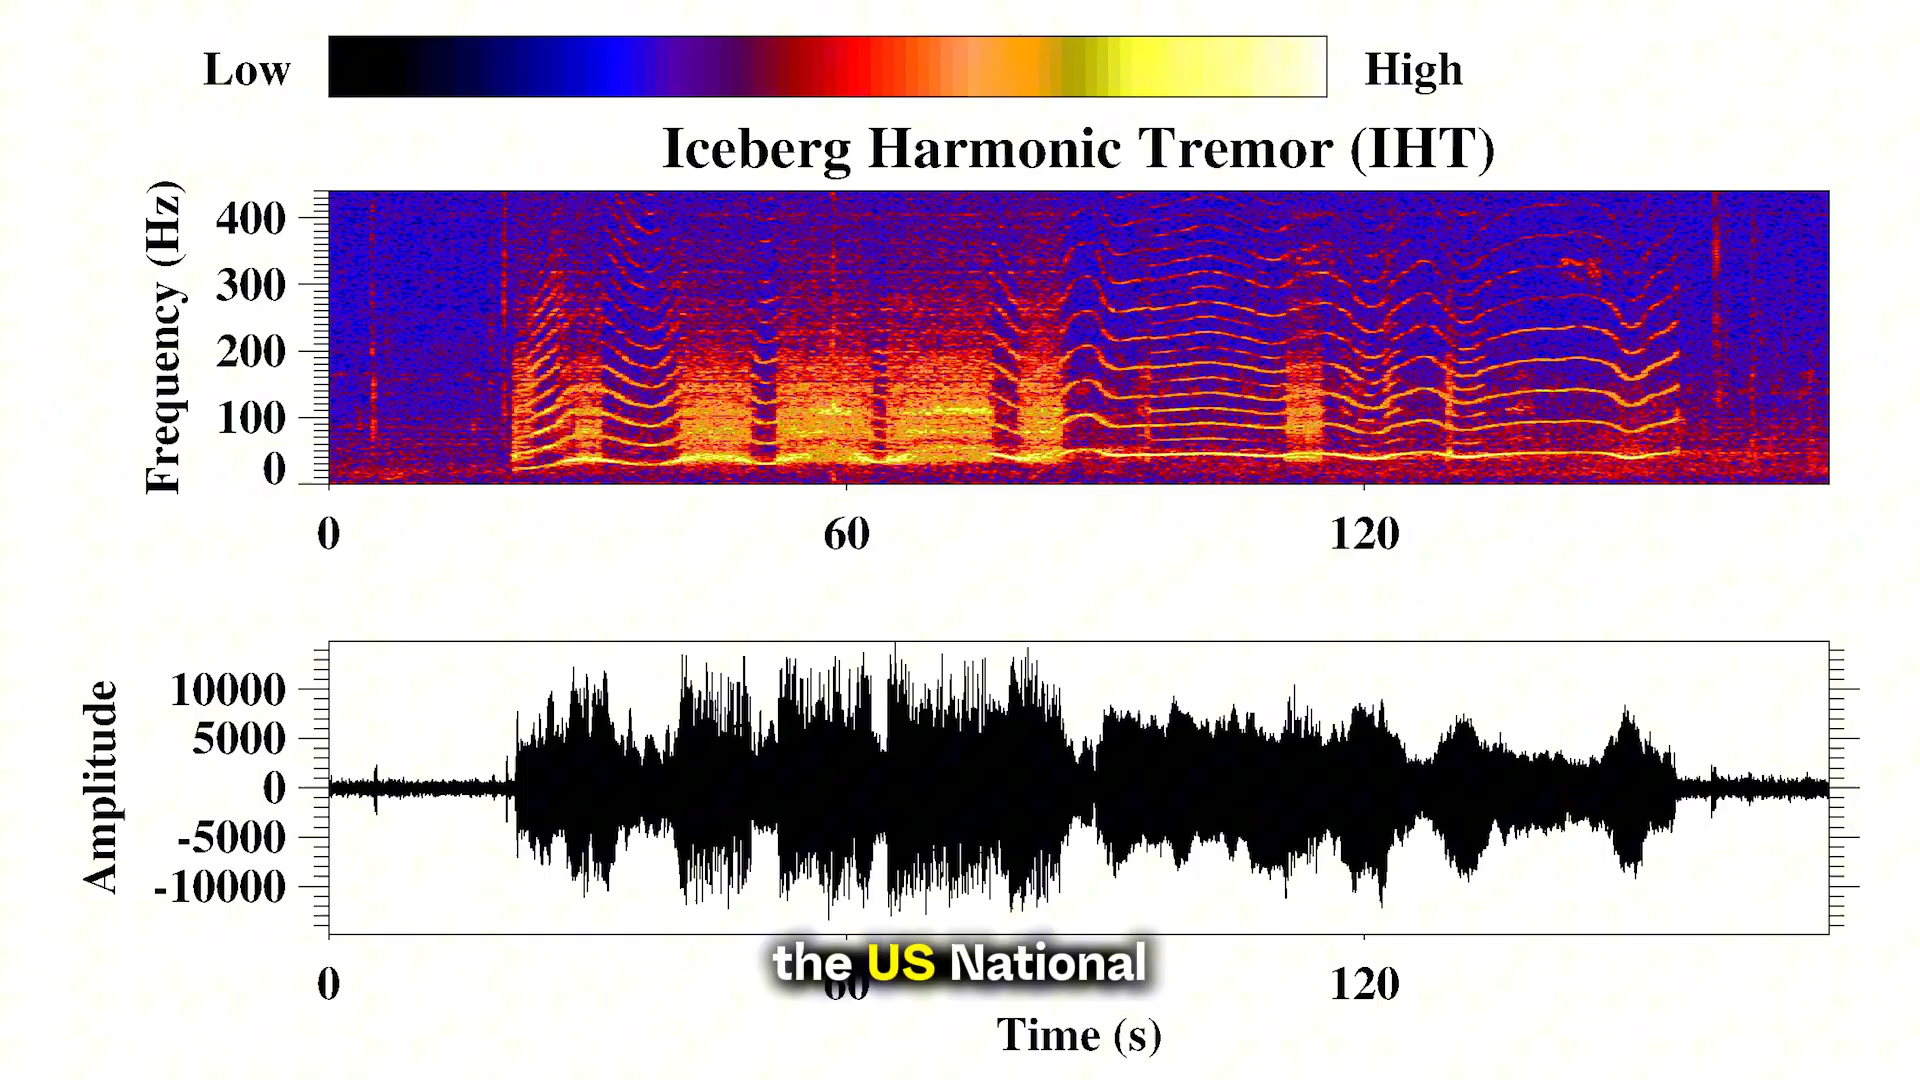 Low High
Iceberg Harmonic Tremor (IHT)
Frequency (Hz)
400
300
200
100
0
0 60 120
Amplitude
10000
5000
0
-5000
-10000
the US National
0 60 120
Time (s)